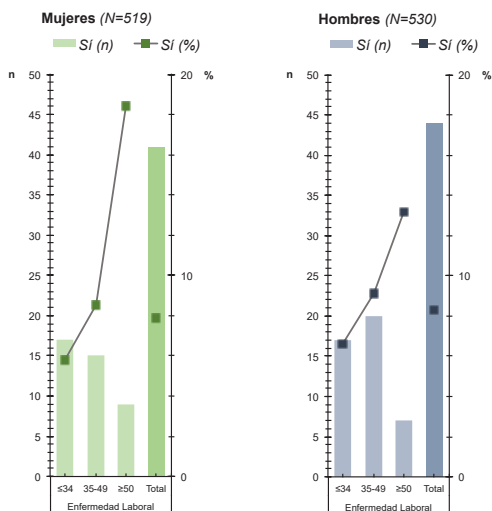 Mujeres (N=519)
Sí (n) Sí (%)
n 50 20 %
45
40
35
30
25 10
20
15
10
5
0 0
≤34 35-49 ≥50 Total
Enfermedad Laboral
Hombres (N=530)
Sí (n) Sí (%)
n 50 20 %
45
40
35
30
25 10
20
15
10
5
0 0
≤34 35-49 ≥50 Total
Enfermedad Laboral